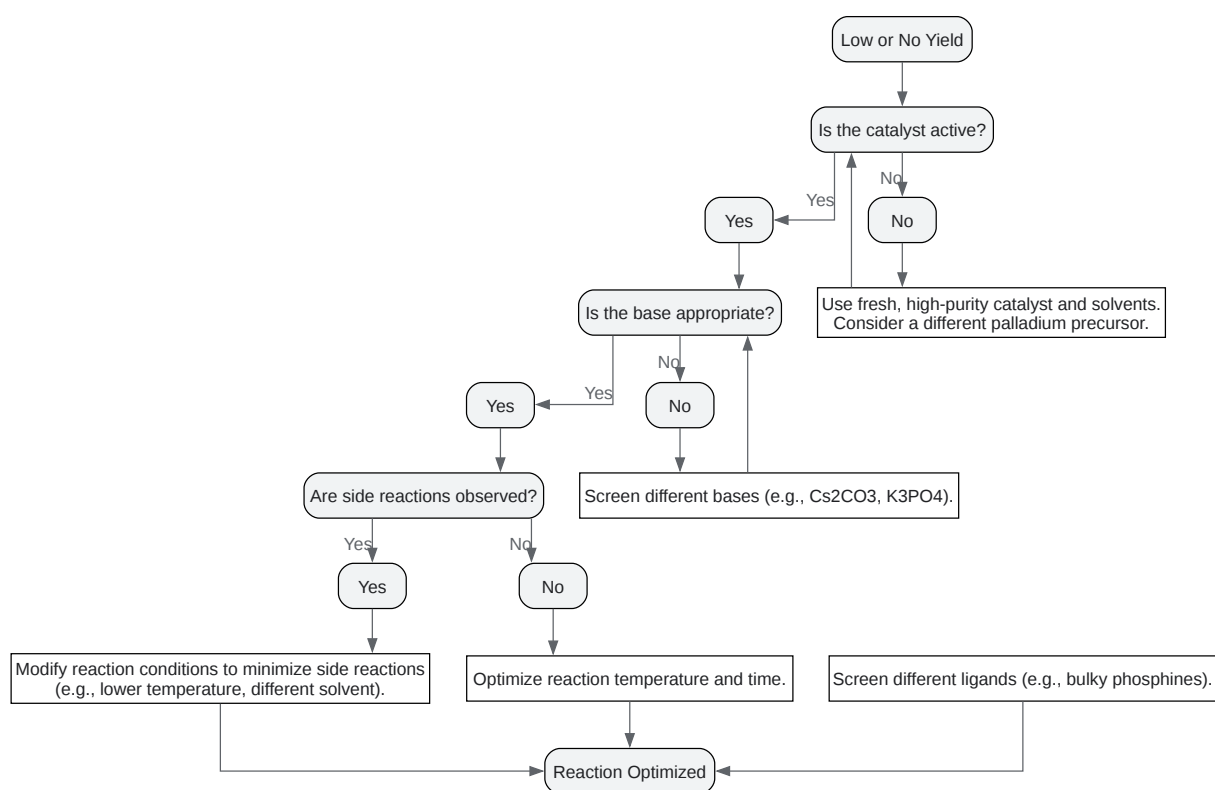 Low or No Yield
Is the catalyst active?
No
Yes
Yes
No
Use fresh, high-purity catalyst and solvents.
Consider a different palladium precursor.
Is the base appropriate?
No
Yes
Yes
No
Are side reactions observed?
Screen different bases (e.g., Cs2CO3, K3PO4).
Yes
No
Yes
No
Modify reaction conditions to minimize side reactions
(e.g., lower temperature, different solvent).
Optimize reaction temperature and time.
Screen different ligands (e.g., bulky phosphines).
Reaction Optimized